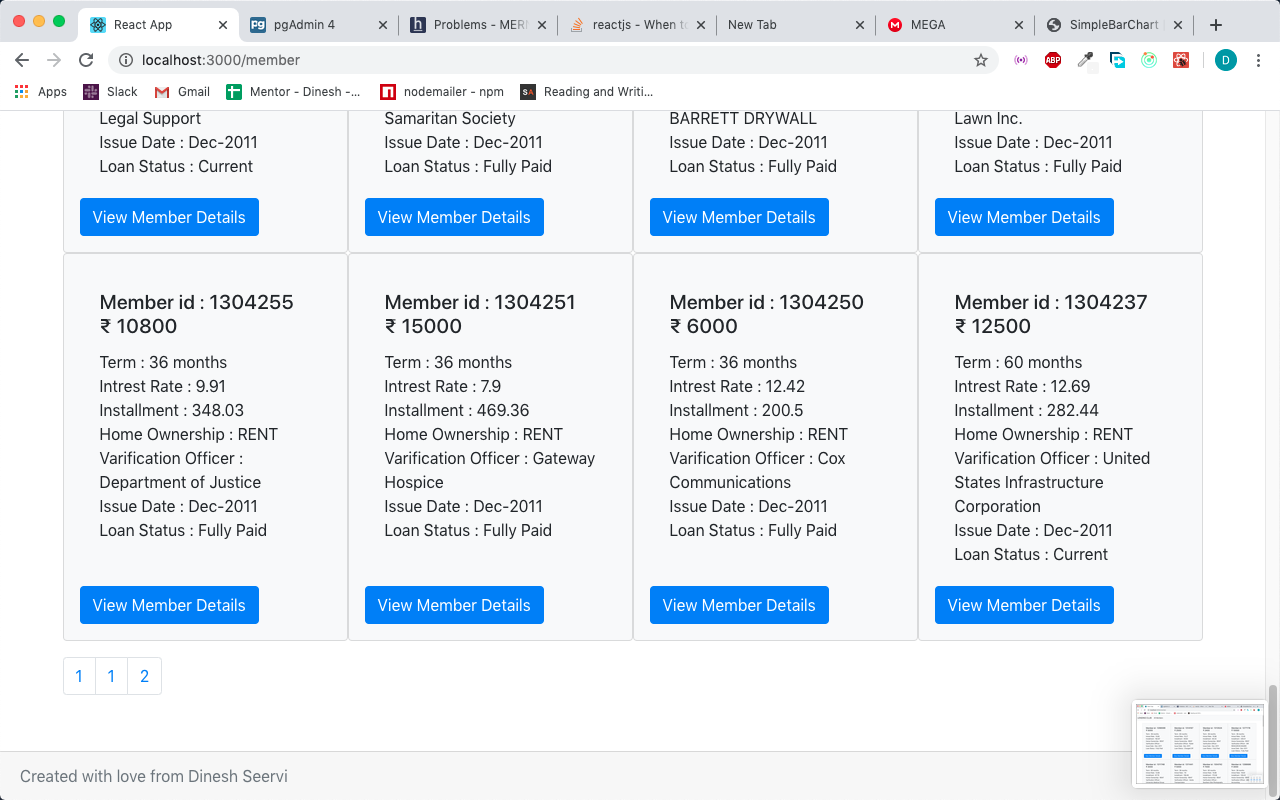 React App
pgAdmin 4
Problems - MERN
reactjs - When to
New Tab
MEGA
SimpleBarChart
localhost:3000/member
ABP
D
Apps
Slack
Gmail
Mentor - Dinesh -...
nodemailer - npm
Reading and Writi...
Legal Support
Issue Date : Dec-2011
Loan Status : Current
View Member Details
Samaritan Society
Issue Date : Dec-2011
Loan Status : Fully Paid
View Member Details
BARRETT DRYWALL
Issue Date : Dec-2011
Loan Status : Fully Paid
View Member Details
Lawn Inc.
Issue Date : Dec-2011
Loan Status : Fully Paid
View Member Details
Member id : 1304255
₹ 10800
Term : 36 months
Intrest Rate : 9.91
Installment : 348.03
Home Ownership : RENT
Varification Officer :
Department of Justice
Issue Date : Dec-2011
Loan Status : Fully Paid
View Member Details
Member id : 1304251
₹ 15000
Term : 36 months
Intrest Rate : 7.9
Installment : 469.36
Home Ownership : RENT
Varification Officer : Gateway
Hospice
Issue Date : Dec-2011
Loan Status : Fully Paid
View Member Details
Member id : 1304250
₹ 6000
Term : 36 months
Intrest Rate : 12.42
Installment : 200.5
Home Ownership : RENT
Varification Officer : Cox
Communications
Issue Date : Dec-2011
Loan Status : Fully Paid
View Member Details
Member id : 1304237
₹ 12500
Term : 60 months
Intrest Rate : 12.69
Installment : 282.44
Home Ownership : RENT
Varification Officer : United
States Infrastructure
Corporation
Issue Date : Dec-2011
Loan Status : Current
View Member Details
1 1 2
Created with love from Dinesh Seervi